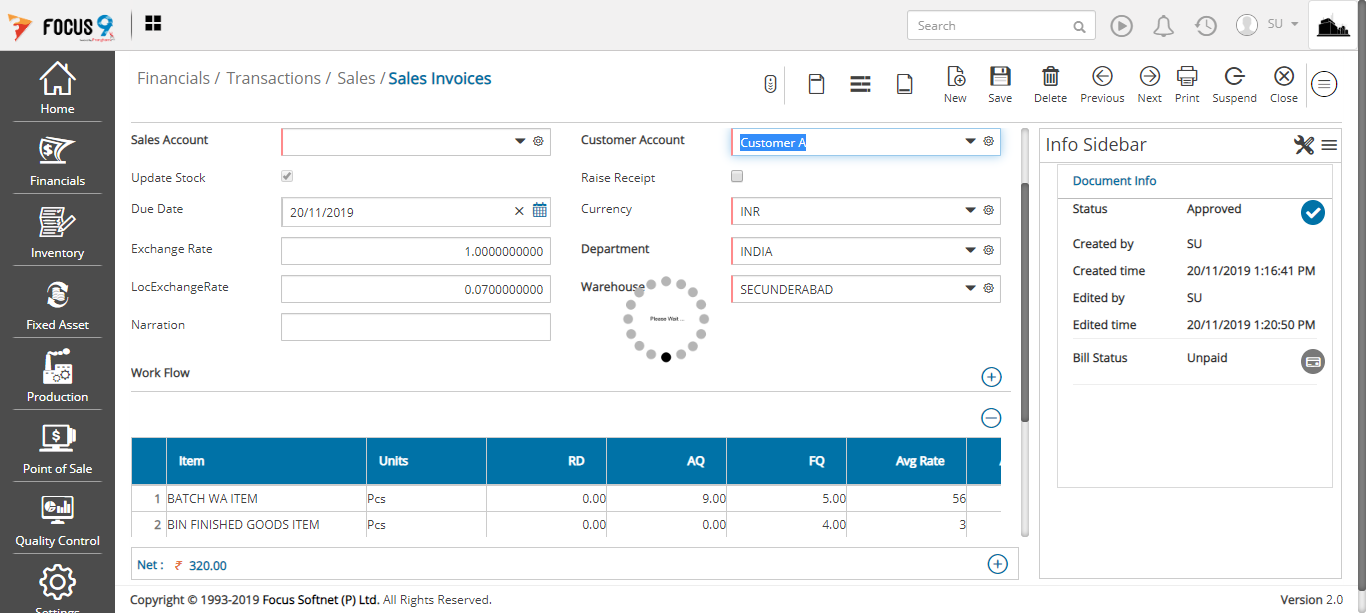 FOCUS 9
Search
SU
Home
Financials
Inventory
Fixed Asset
Production
Point of Sale
Quality Control
Settings
Financials / Transactions / Sales / Sales Invoices
New Save Delete Previous Next Print Suspend Close
Sales Account
Customer Account Customer A
Update Stock
Raise Receipt
Due Date 20/11/2019
Currency INR
Exchange Rate 1.0000000000
Department INDIA
LocExchangeRate 0.0700000000
Warehouse SECUNDERABAD
Narration
Please Wait ...
Work Flow
Item Units RD AQ FQ Avg Rate
1 BATCH WA ITEM Pcs 0.00 9.00 5.00 56
2 BIN FINISHED GOODS ITEM Pcs 0.00 0.00 4.00 3
Net : ₹ 320.00
Info Sidebar
Document Info
Status Approved
Created by SU
Created time 20/11/2019 1:16:41 PM
Edited by SU
Edited time 20/11/2019 1:20:50 PM
Bill Status Unpaid
Copyright © 1993-2019 Focus Softnet (P) Ltd. All Rights Reserved.
Version 2.0